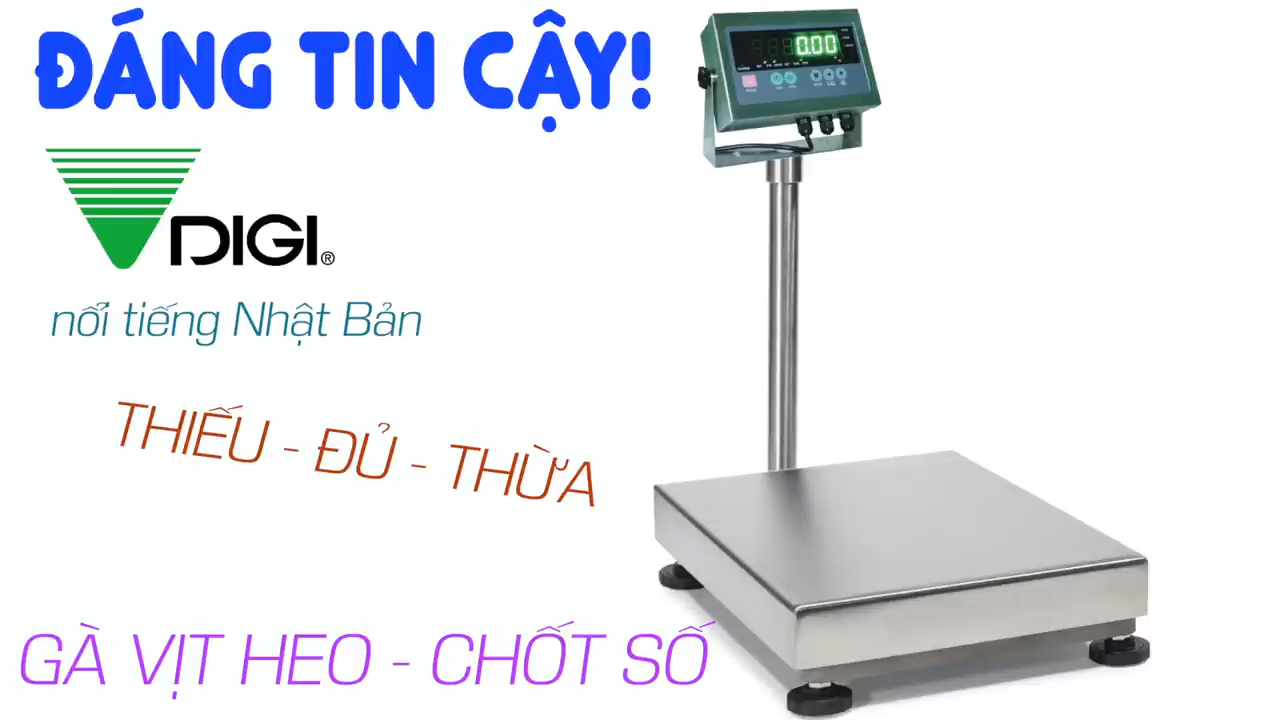 ĐÁNG TIN CẬY!
DIGI®
nổi tiếng Nhật Bản
THIẾU - ĐỦ - THỪA
GÀ VỊT HEO - CHỐT SỐ
0.00